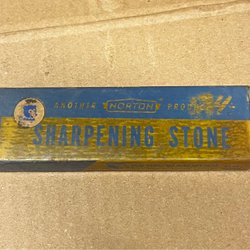 ANOTHER NORTON PRODUCT
SHARPENING STONE